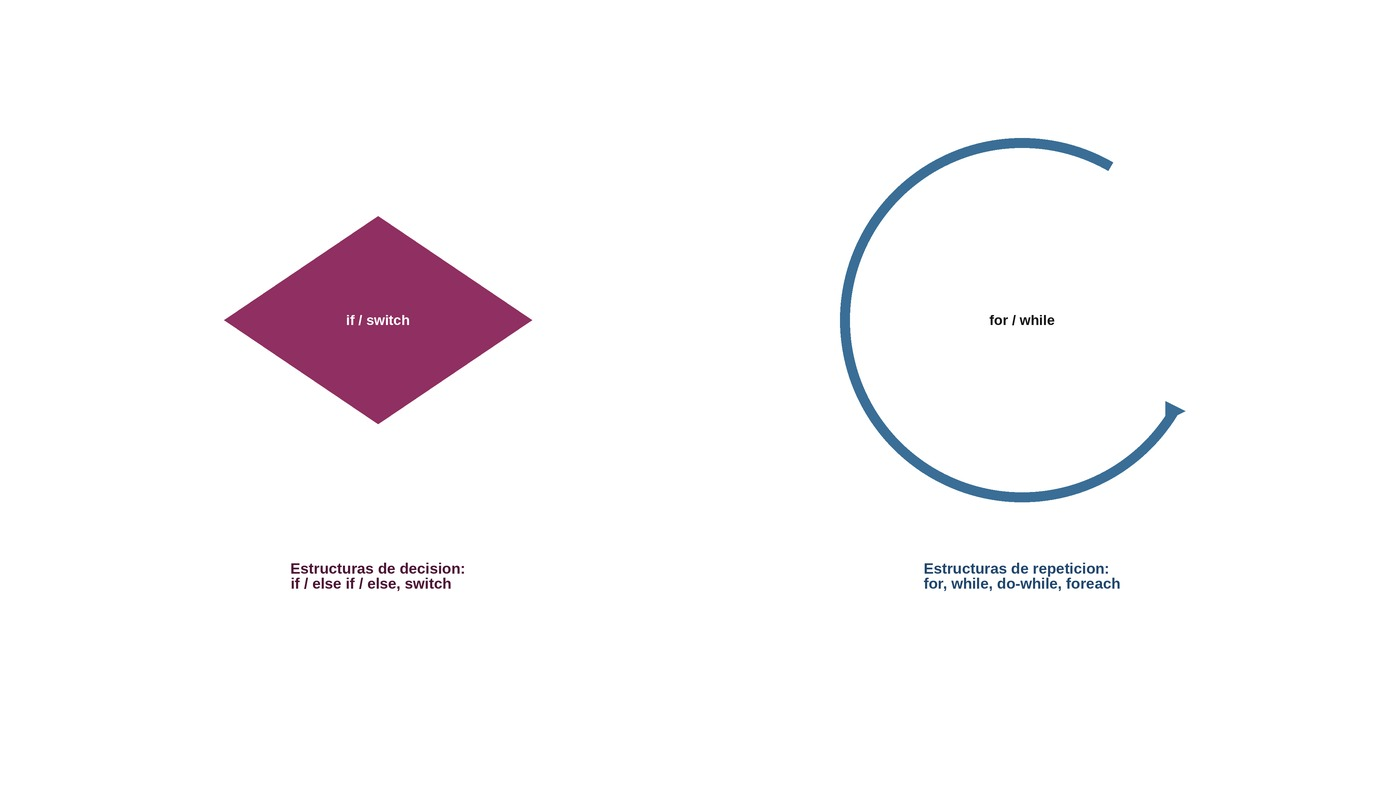 if / switch
for / while
Estructuras de decision:
if / else if / else, switch
Estructuras de repeticion:
for, while, do-while, foreach